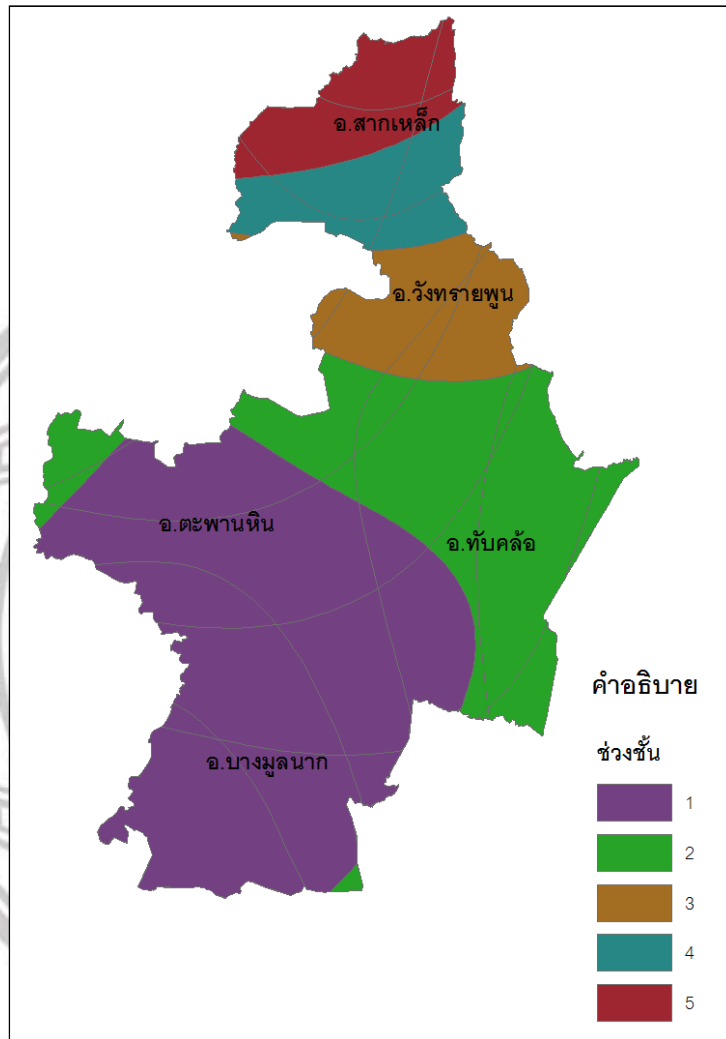 อ.สากเหล็ก
อ.วังทรายพูน
อ.ตะพานหิน
อ.ทับคล้อ
อ.บางมูลนาก
คำอธิบาย
ช่วงชั้น
1
2
3
4
5